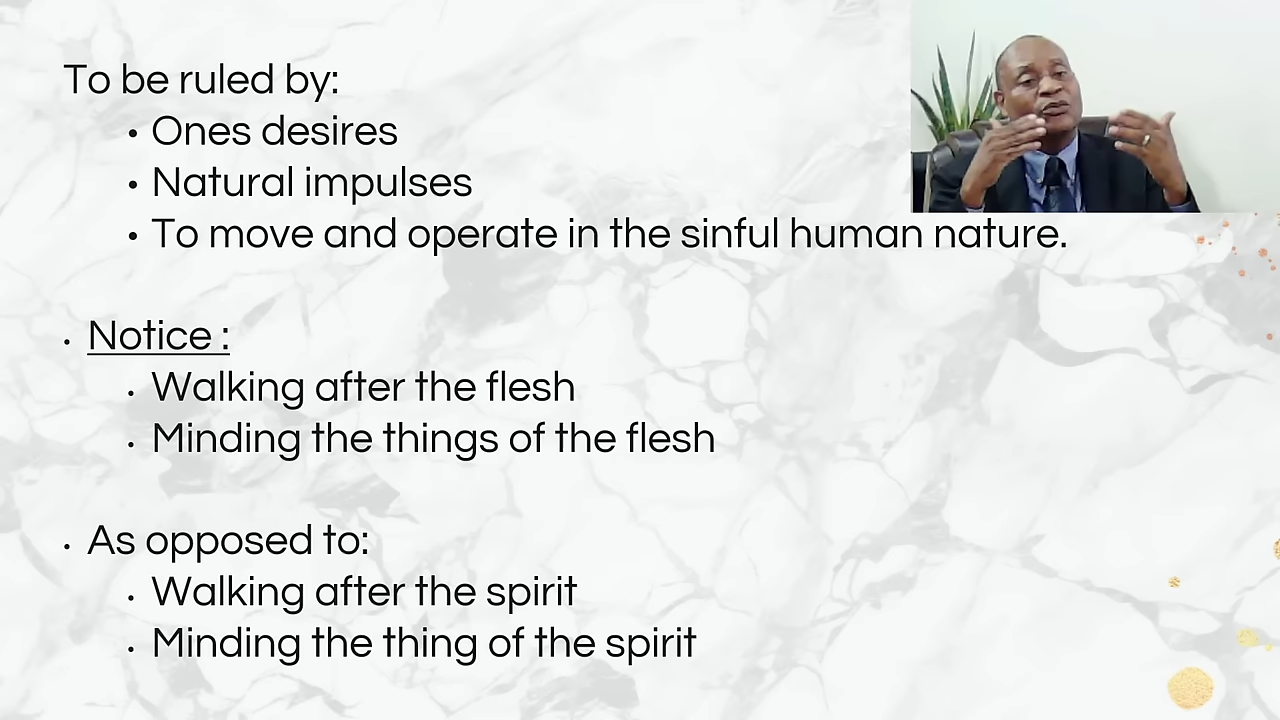 To be ruled by:
• Ones desires
• Natural impulses
• To move and operate in the sinful human nature.
• Notice :
• Walking after the flesh
• Minding the things of the flesh
• As opposed to:
• Walking after the spirit
• Minding the thing of the spirit